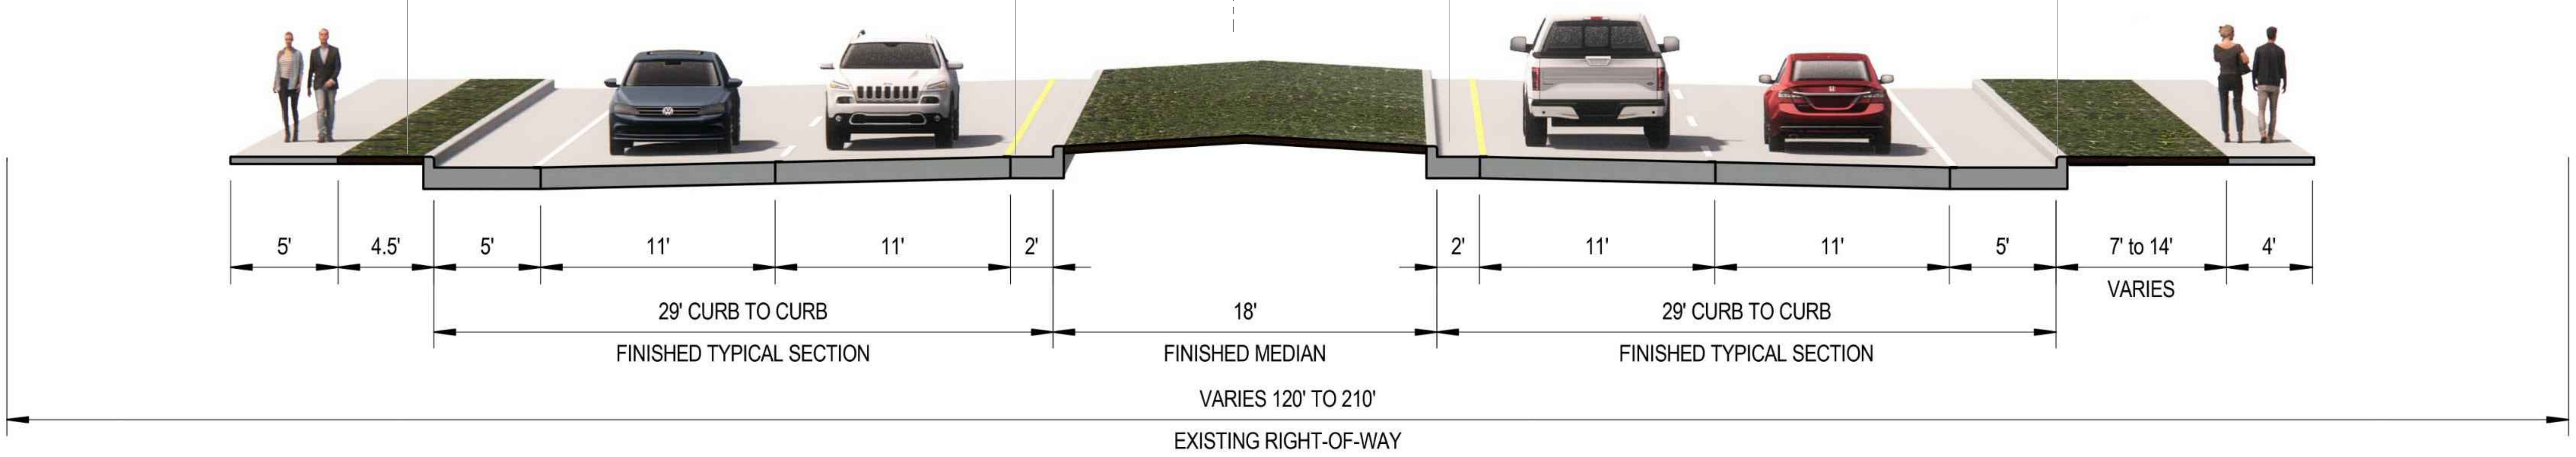 5' 4.5' 5' 11' 11' 2' 2' 11' 11' 5' 7' to 14' 4'
VARIES
29' CURB TO CURB 18' 29' CURB TO CURB
FINISHED TYPICAL SECTION FINISHED MEDIAN FINISHED TYPICAL SECTION
VARIES 120' TO 210'
EXISTING RIGHT-OF-WAY